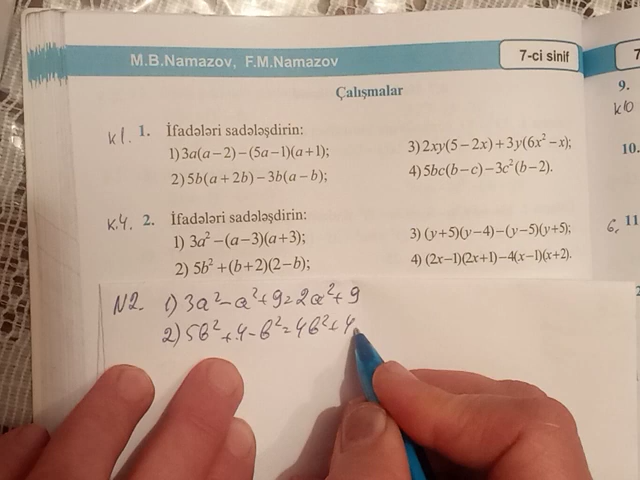 M.B.Namazov, F.M.Namazov
7-ci sinif
7
Çalışmalar
9.
K10
K1. 1. İfadələri sadələşdirin:
1) 3a(a−2)−(5a−1)(a+1);
3) 2xy(5−2x)+3y(6x²−x);
10.
2) 5b(a+2b)−3b(a−b);
4) 5bc(b−c)−3c²(b−2).
K.4. 2. İfadələri sadələşdirin:
6, 11
1) 3a²−(a−3)(a+3);
3) (y+5)(y−4)−(y−5)(y+5);
2) 5b²+(b+2)(2−b);
4) (2x−1)(2x+1)−4(x−1)(x+2).
N2. 1) 3a²−a²+9=2a²+9
2) 5b²+4−b²=4b²+4